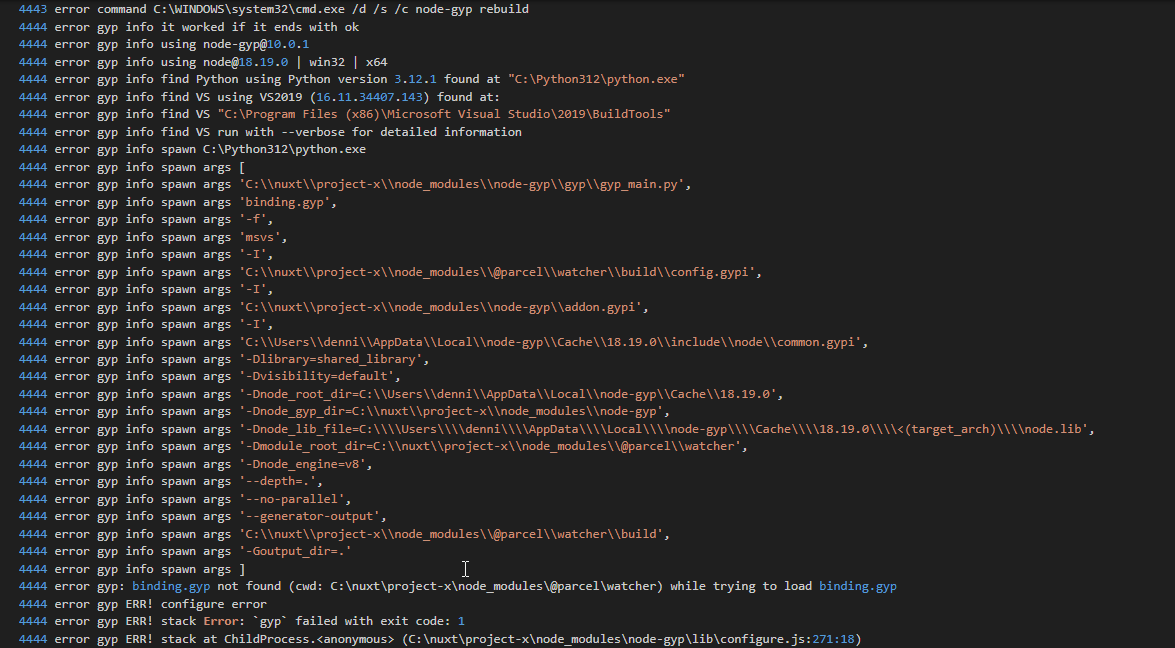 4443 error command C:\WINDOWS\system32\cmd.exe /d /s /c node-gyp rebuild
4444 error gyp info it worked if it ends with ok
4444 error gyp info using node-gyp@10.0.1
4444 error gyp info using node@18.19.0 | win32 | x64
4444 error gyp info find Python using Python version 3.12.1 found at "C:\Python312\python.exe"
4444 error gyp info find VS using VS2019 (16.11.34407.143) found at:
4444 error gyp info find VS "C:\Program Files (x86)\Microsoft Visual Studio\2019\BuildTools"
4444 error gyp info find VS run with --verbose for detailed information
4444 error gyp info spawn C:\Python312\python.exe
4444 error gyp info spawn args [
4444 error gyp info spawn args 'C:\\nuxt\\project-x\\node_modules\\node-gyp\\gyp\\gyp_main.py',
4444 error gyp info spawn args 'binding.gyp',
4444 error gyp info spawn args '-f',
4444 error gyp info spawn args 'msvs',
4444 error gyp info spawn args '-I',
4444 error gyp info spawn args 'C:\\nuxt\\project-x\\node_modules\\@parcel\\watcher\\build\\config.gypi',
4444 error gyp info spawn args '-I',
4444 error gyp info spawn args 'C:\\nuxt\\project-x\\node_modules\\node-gyp\\addon.gypi',
4444 error gyp info spawn args '-I',
4444 error gyp info spawn args 'C:\\Users\\denni\\AppData\\Local\\node-gyp\\Cache\\18.19.0\\include\\node\\common.gypi',
4444 error gyp info spawn args '-Dlibrary=shared_library',
4444 error gyp info spawn args '-Dvisibility=default',
4444 error gyp info spawn args '-Dnode_root_dir=C:\\Users\\denni\\AppData\\Local\\node-gyp\\Cache\\18.19.0',
4444 error gyp info spawn args '-Dnode_gyp_dir=C:\\nuxt\\project-x\\node_modules\\node-gyp',
4444 error gyp info spawn args '-Dnode_lib_file=C:\\\\Users\\\\denni\\\\AppData\\\\Local\\\\node-gyp\\\\Cache\\\\18.19.0\\\\<(target_arch)\\\\node.lib',
4444 error gyp info spawn args '-Dmodule_root_dir=C:\\nuxt\\project-x\\node_modules\\@parcel\\watcher',
4444 error gyp info spawn args '-Dnode_engine=v8',
4444 error gyp info spawn args '--depth=.',
4444 error gyp info spawn args '--no-parallel',
4444 error gyp info spawn args '--generator-output',
4444 error gyp info spawn args 'C:\\nuxt\\project-x\\node_modules\\@parcel\\watcher\\build',
4444 error gyp info spawn args '-Goutput_dir=.'
4444 error gyp info spawn args ]
4444 error gyp: binding.gyp not found (cwd: C:\nuxt\project-x\node_modules\@parcel\watcher) while trying to load binding.gyp
4444 error gyp ERR! configure error
4444 error gyp ERR! stack Error: `gyp` failed with exit code: 1
4444 error gyp ERR! stack at ChildProcess.<anonymous> (C:\nuxt\project-x\node_modules\node-gyp\lib\configure.js:271:18)